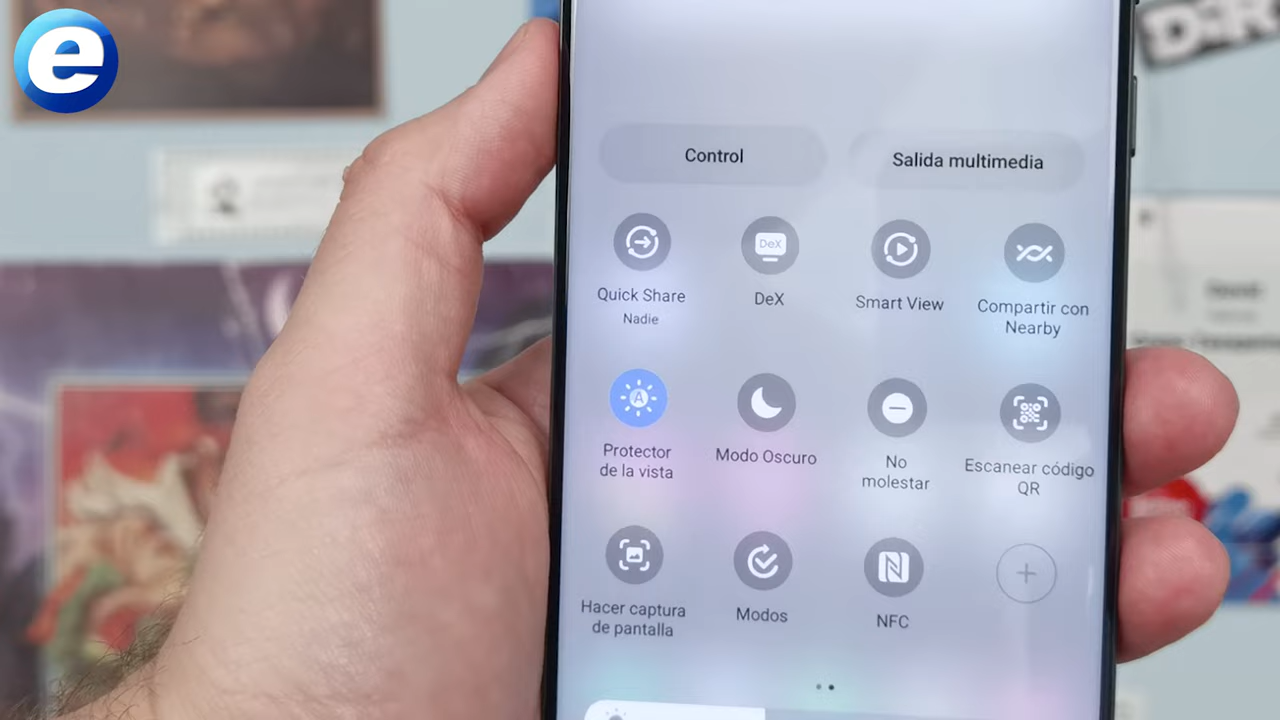 e
DiR
Control
Salida multimedia
Quick Share
Nadie
DeX
DeX
Smart View
Compartir con
Nearby
A
Protector
de la vista
Modo Oscuro
No
molestar
Escanear código
QR
Hacer captura
de pantalla
Modos
NFC